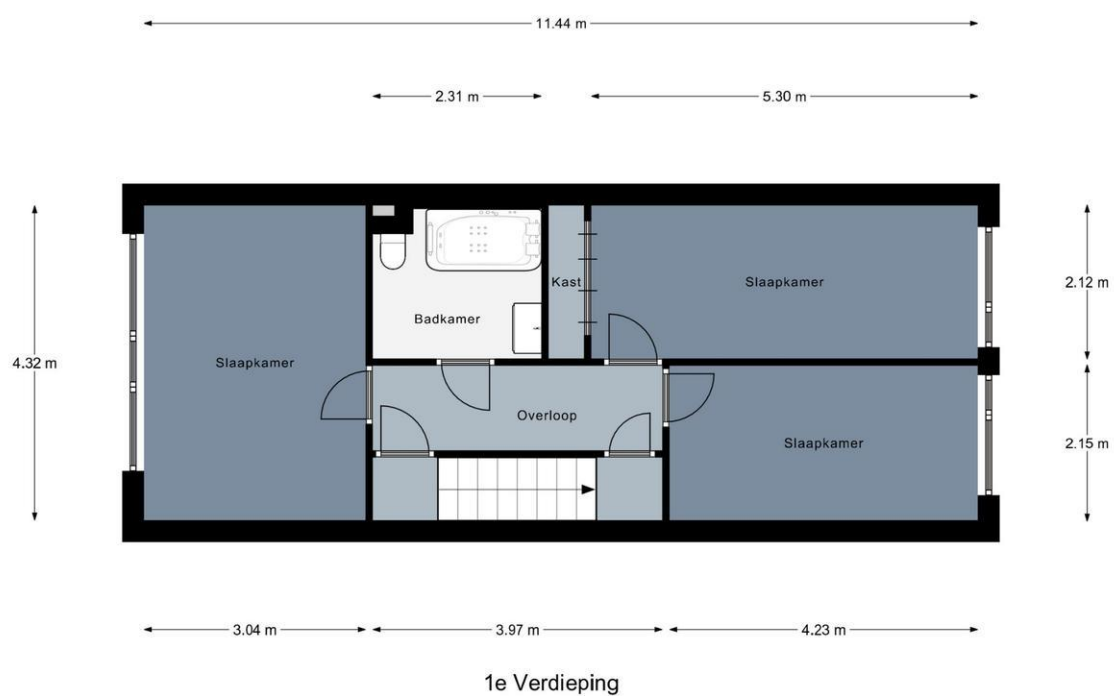 11.44 m
2.31 m
5.30 m
4.32 m
2.12 m
Kast
Slaapkamer
Badkamer
Slaapkamer
Overloop
Slaapkamer
2.15 m
3.04 m
3.97 m
4.23 m
1e Verdieping